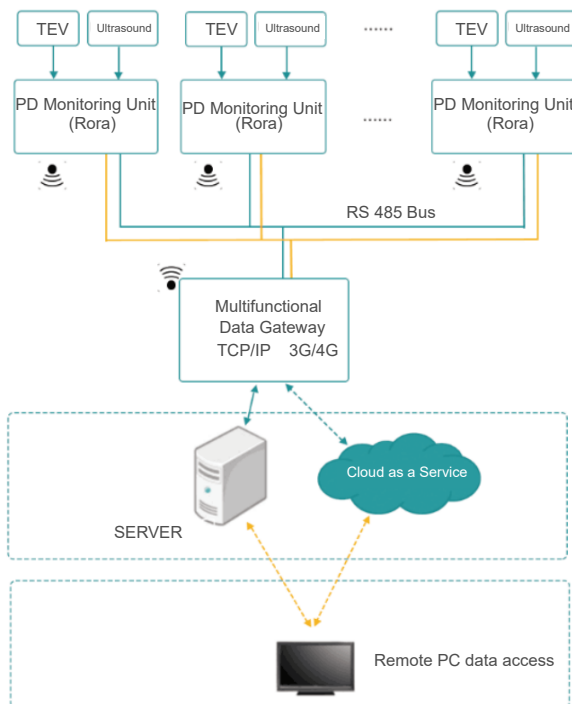 TEV
Ultrasound
TEV
Ultrasound
......
TEV
Ultrasound
PD Monitoring Unit
(Rora)
PD Monitoring Unit
(Rora)
......
PD Monitoring Unit
(Rora)
RS 485 Bus
Multifunctional
Data Gateway
TCP/IP 3G/4G
Cloud as a Service
SERVER
Remote PC data access